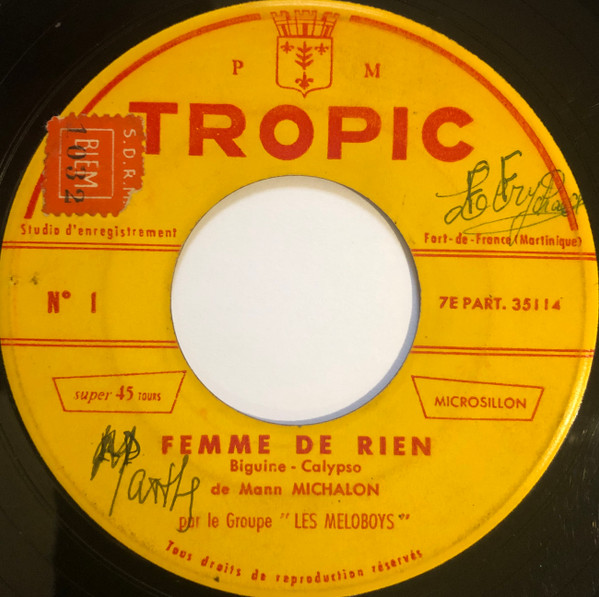 P M
TROPIC
S.D.R.M
BIEM
1032
Studio d'enregistrement
Fort-de-France (Martinique)
N° 1
7E PART. 35114
super 45 TOURS
MICROSILLON
FEMME DE RIEN
Biguine - Calypso
de Mann MICHALON
par le Groupe "LES MELOBOYS"
Tous droits de reproduction réservés